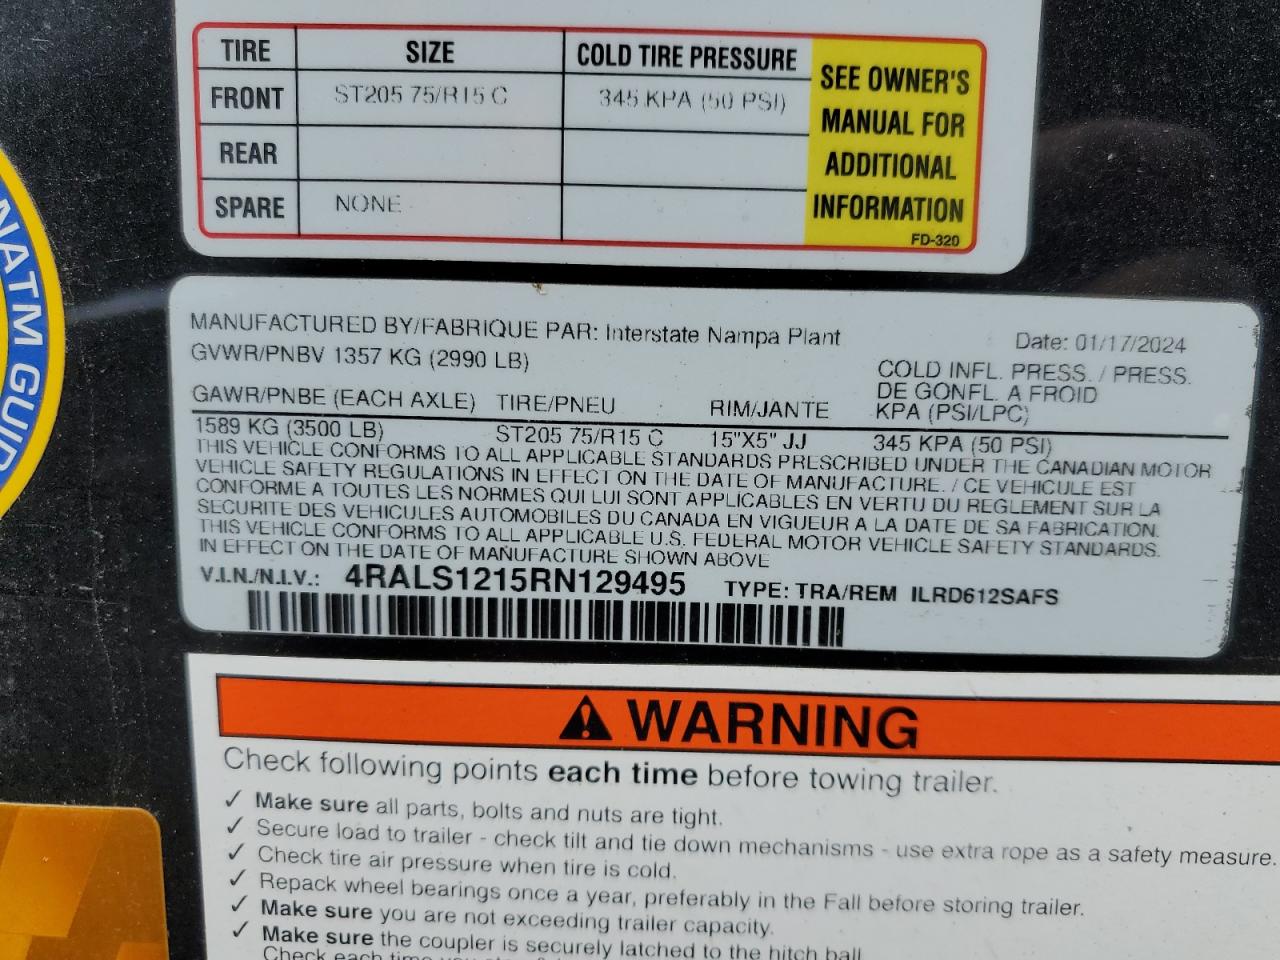 TIRE SIZE COLD TIRE PRESSURE
FRONT ST205 75/R15 C 345 KPA (50 PSI)
REAR
SPARE NONE
SEE OWNER'S
MANUAL FOR
ADDITIONAL
INFORMATION
FD-320
NATM GUID
MANUFACTURED BY/FABRIQUE PAR: Interstate Nampa Plant Date: 01/17/2024
GVWR/PNBV 1357 KG (2990 LB)
COLD INFL. PRESS. / PRESS.
DE GONFL. A FROID
GAWR/PNBE (EACH AXLE) TIRE/PNEU RIM/JANTE KPA (PSI/LPC)
1589 KG (3500 LB) ST205 75/R15 C 15"X5" JJ 345 KPA (50 PSI)
THIS VEHICLE CONFORMS TO ALL APPLICABLE STANDARDS PRESCRIBED UNDER THE CANADIAN MOTOR
VEHICLE SAFETY REGULATIONS IN EFFECT ON THE DATE OF MANUFACTURE. / CE VEHICULE EST
CONFORME A TOUTES LES NORMES QUI LUI SONT APPLICABLES EN VERTU DU REGLEMENT SUR LA
SECURITE DES VEHICULES AUTOMOBILES DU CANADA EN VIGUEUR A LA DATE DE SA FABRICATION.
THIS VEHICLE CONFORMS TO ALL APPLICABLE U.S. FEDERAL MOTOR VEHICLE SAFETY STANDARDS.
IN EFFECT ON THE DATE OF MANUFACTURE SHOWN ABOVE
V.I.N./N.I.V.: 4RALS1215RN129495 TYPE: TRA/REM ILRD612SAFS
WARNING
Check following points each time before towing trailer.
✓ Make sure all parts, bolts and nuts are tight.
✓ Secure load to trailer - check tilt and tie down mechanisms - use extra rope as a safety measure.
✓ Check tire air pressure when tire is cold.
✓ Repack wheel bearings once a year, preferably in the Fall before storing trailer.
✓ Make sure you are not exceeding trailer capacity.
✓ Make sure the coupler is securely latched to the hitch ball
Check each time you